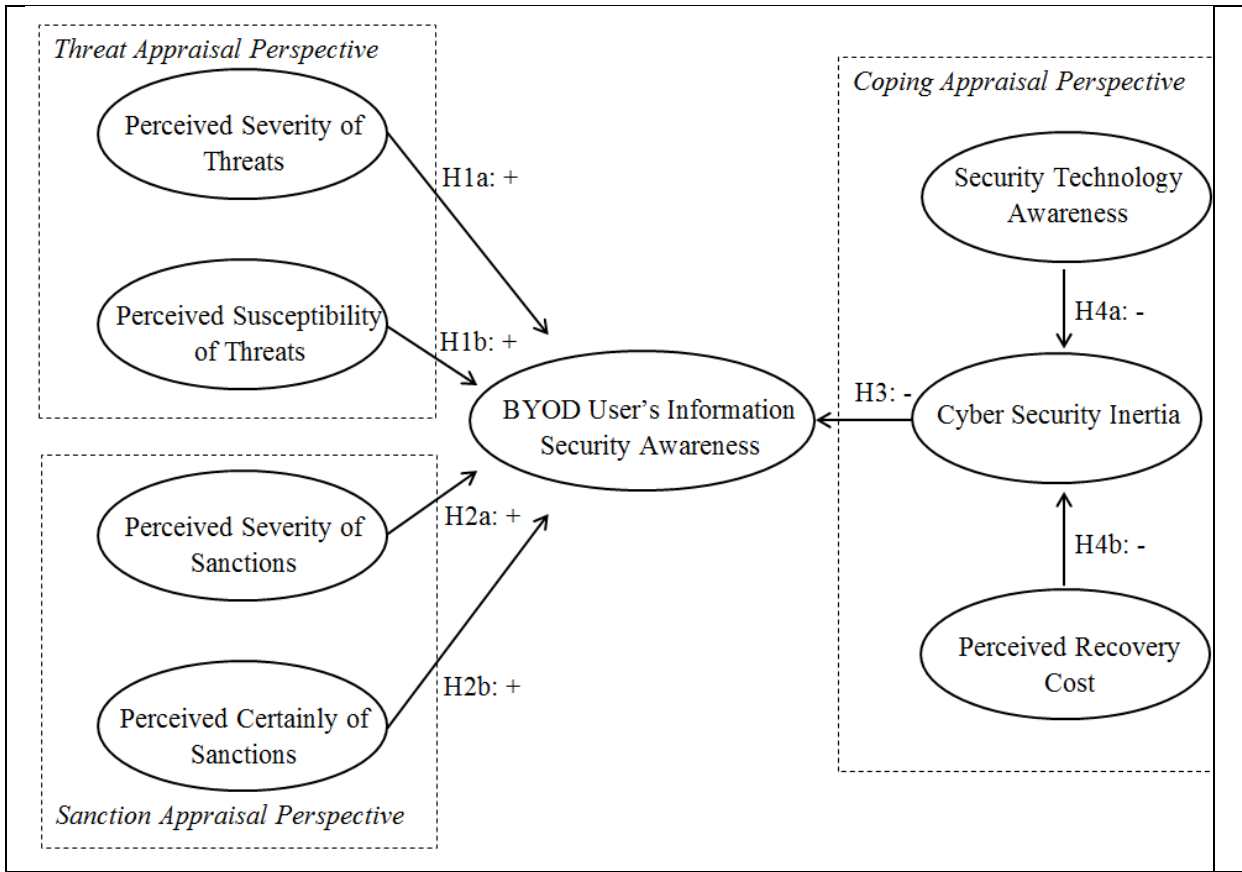 Threat Appraisal Perspective
Perceived Severity of
Threats
H1a: +
Perceived Susceptibility
of Threats
H1b: +
BYOD User's Information
Security Awareness
Perceived Severity of
Sanctions
H2a: +
Perceived Certainly of
Sanctions
H2b: +
Sanction Appraisal Perspective
Coping Appraisal Perspective
Security Technology
Awareness
H4a: -
H3: -
Cyber Security Inertia
H4b: -
Perceived Recovery
Cost